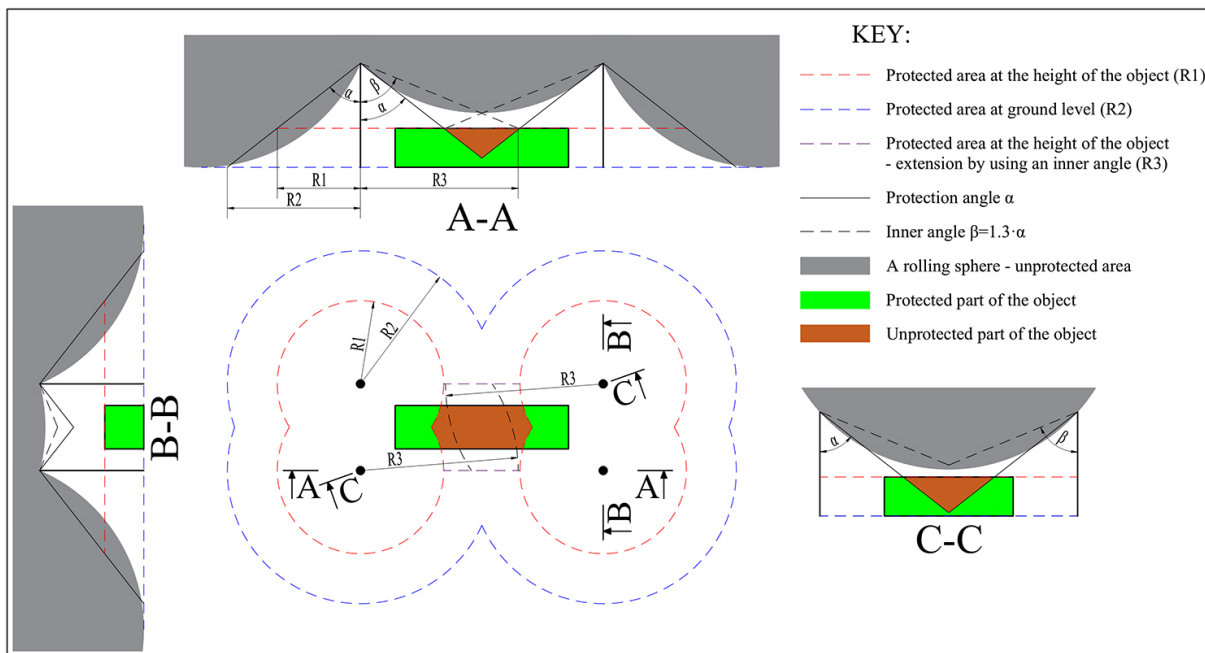 KEY:
Protected area at the height of the object (R1)
Protected area at ground level (R2)
Protected area at the height of the object
- extension by using an inner angle (R3)
Protection angle α
Inner angle β=1.3·α
A rolling sphere - unprotected area
Protected part of the object
Unprotected part of the object
α
β
α
R1
R3
R2
A-A
B-B
R1
R2
B
R3
C
R3
A
C
A
B
α
β
C-C